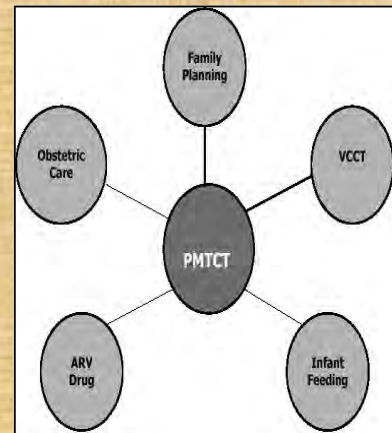 Family
Planning
Obstetric
Care
VCCT
PMTCT
ARV
Drug
Infant
Feeding